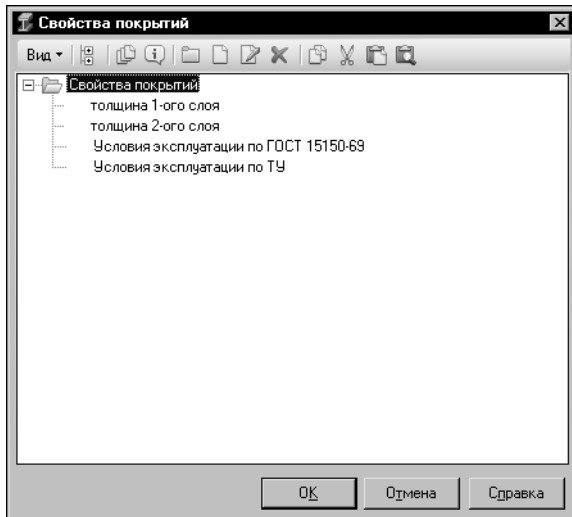 Свойства покрытий
Вид
Свойства покрытий
толщина 1-ого слоя
толщина 2-ого слоя
Условия эксплуатации по ГОСТ 15150-69
Условия эксплуатации по ТУ
OK Отмена Справка